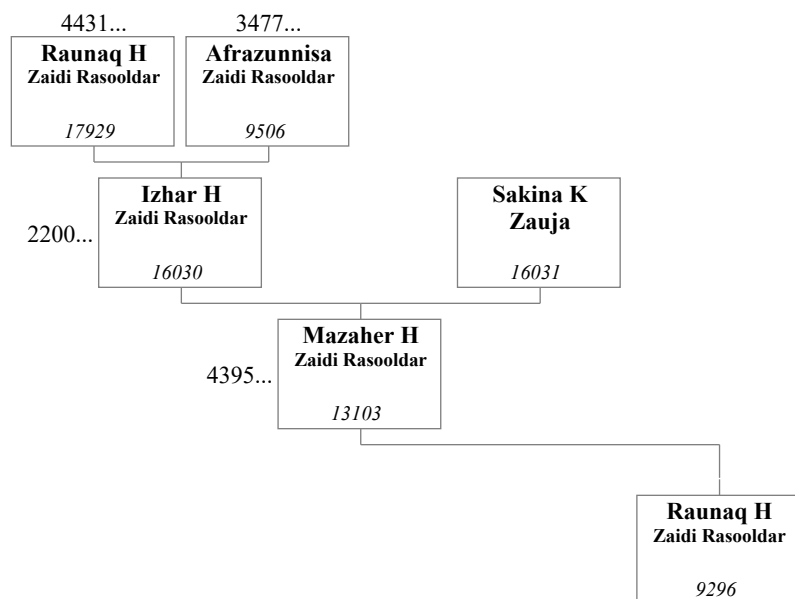 4431...
3477...
Raunaq H
Zaidi Rasooldar
17929
Afrazunnisa
Zaidi Rasooldar
9506
2200...
Izhar H
Zaidi Rasooldar
16030
Sakina K
Zauja
16031
4395...
Mazaher H
Zaidi Rasooldar
13103
Raunaq H
Zaidi Rasooldar
9296